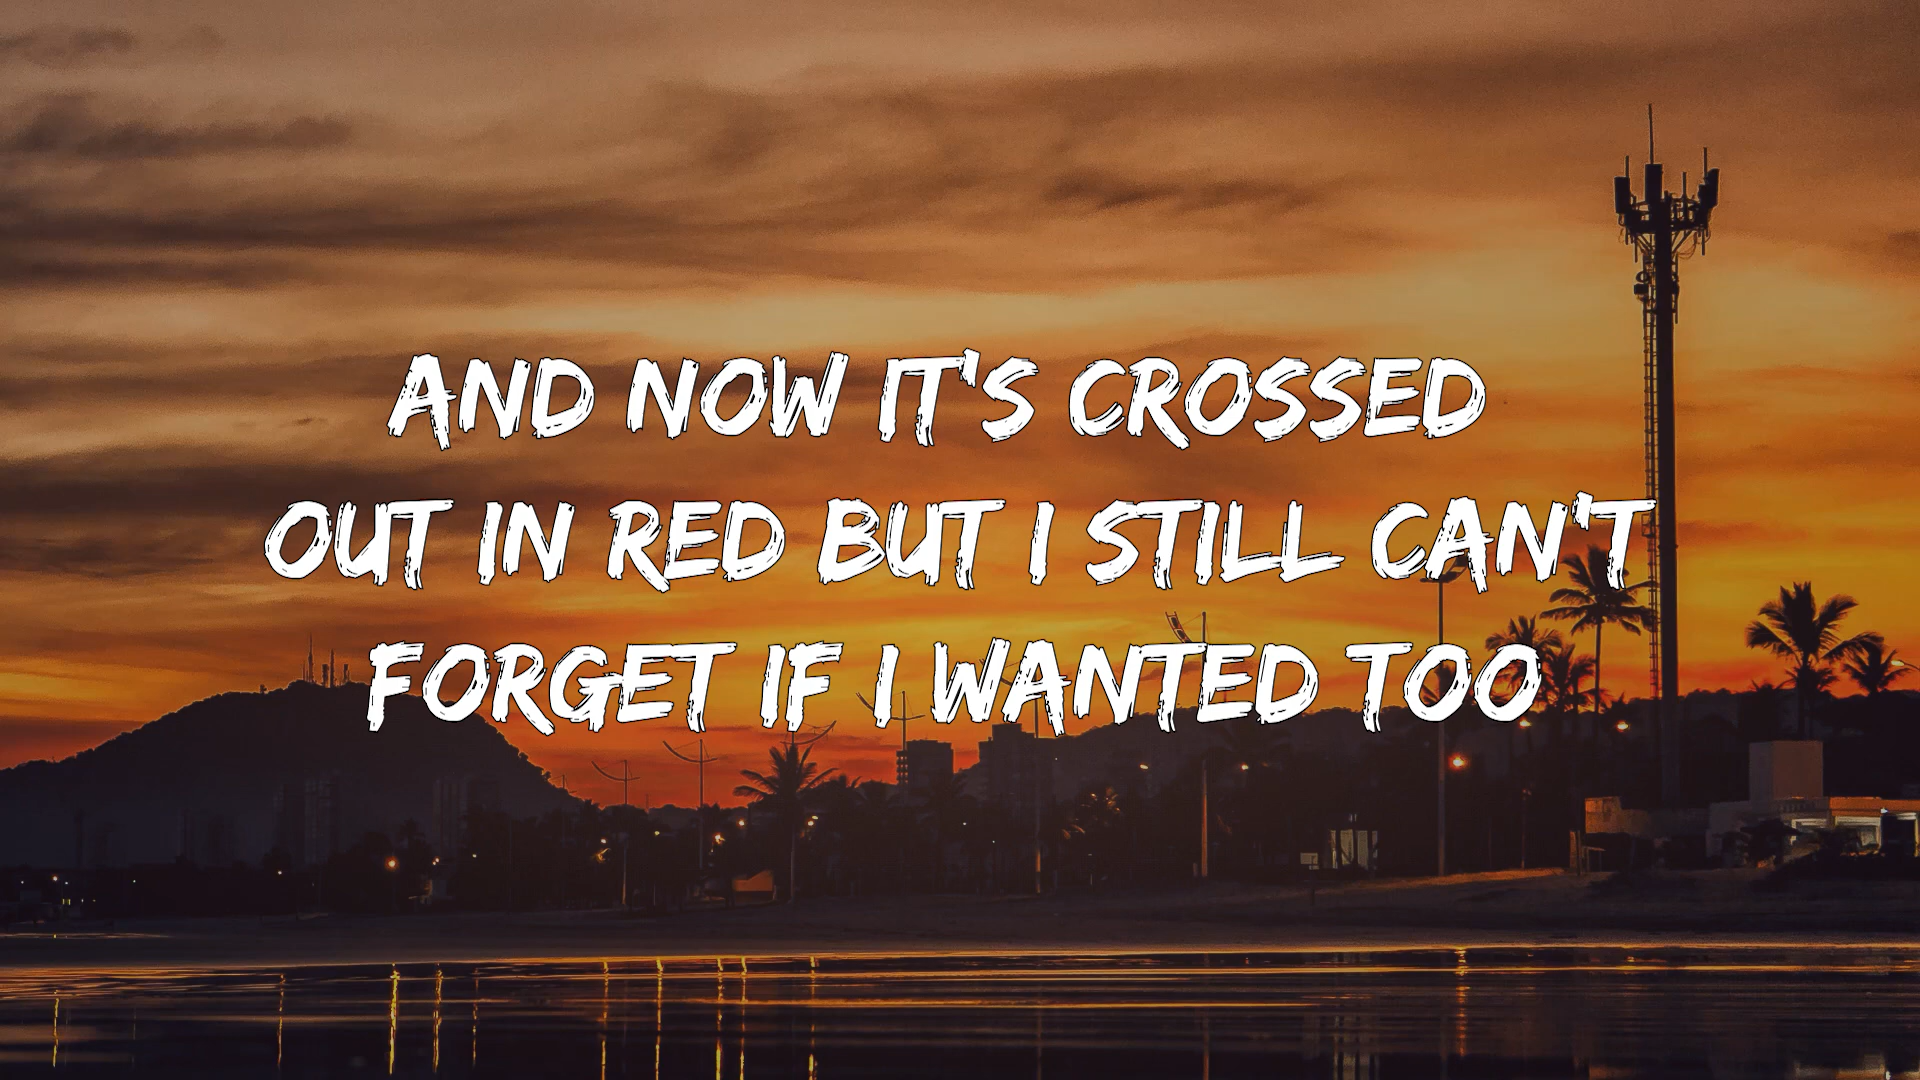 AND NOW IT'S CROSSED
OUT IN RED BUT I STILL CAN'T
FORGET IF I WANTED TOO